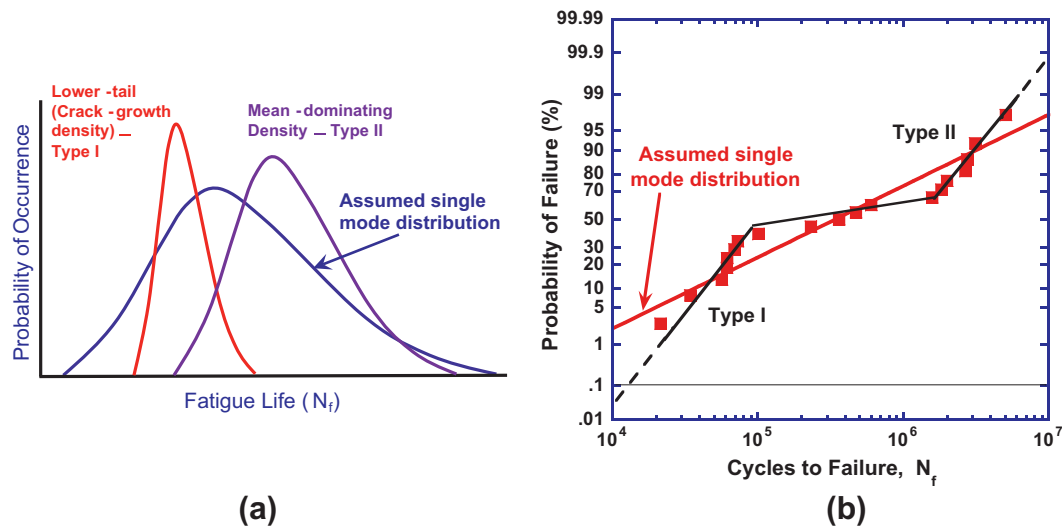 Lower-tail
(Crack-growth
density) –
Type I
Mean-dominating
Density – Type II
Assumed single
mode distribution
Probability of Occurrence
Fatigue Life (Nf)
(a)
99.99
99.9
99
95
90
80
70
50
30
20
10
5
1
.1
.01
Probability of Failure (%)
Assumed single
mode distribution
Type II
Type I
10^4
10^5
10^6
10^7
Cycles to Failure, Nf
(b)